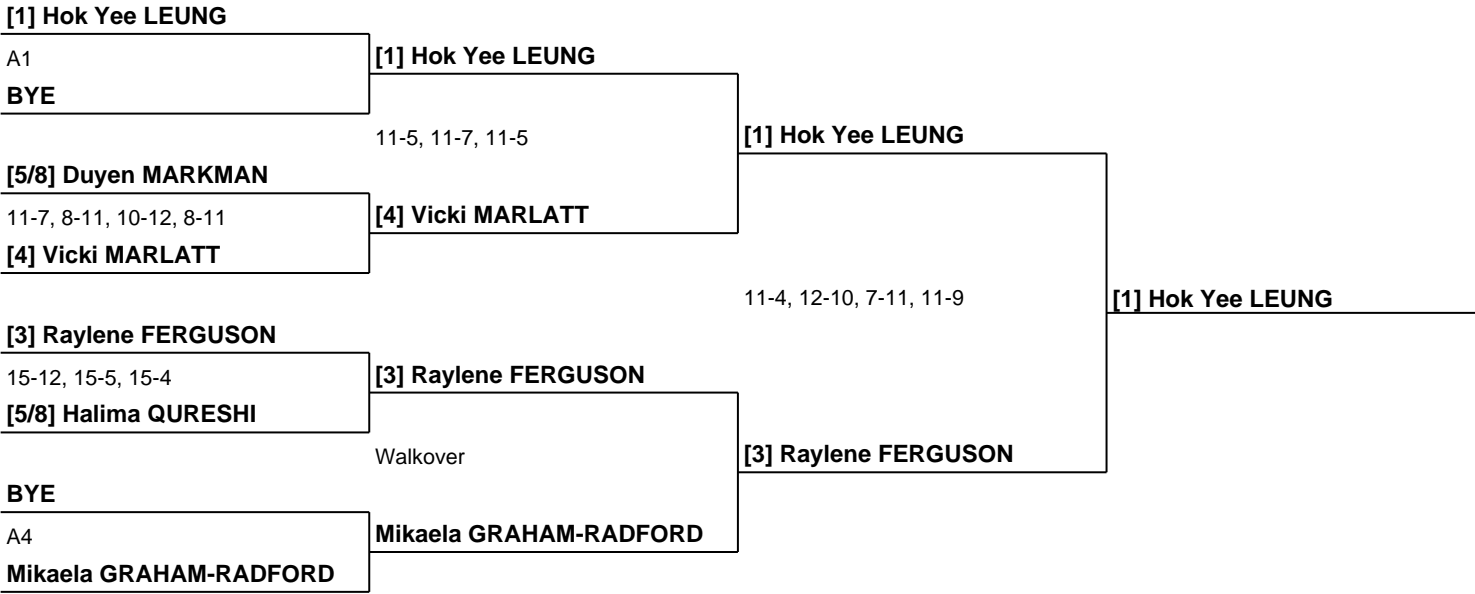 [1] Hok Yee LEUNG
A1
BYE
[5/8] Duyen MARKMAN
11-7, 8-11, 10-12, 8-11
[4] Vicki MARLATT
[3] Raylene FERGUSON
15-12, 15-5, 15-4
[5/8] Halima QURESHI
BYE
A4
Mikaela GRAHAM-RADFORD
[1] Hok Yee LEUNG
11-5, 11-7, 11-5
[4] Vicki MARLATT
[3] Raylene FERGUSON
Walkover
Mikaela GRAHAM-RADFORD
[1] Hok Yee LEUNG
11-4, 12-10, 7-11, 11-9
[3] Raylene FERGUSON
[1] Hok Yee LEUNG